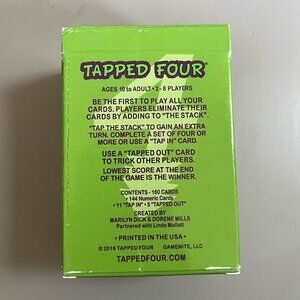 TAPPED FOUR
AGES 10 to ADULT • 2 - 8 PLAYERS
BE THE FIRST TO PLAY ALL YOUR
CARDS. PLAYERS ELIMINATE THEIR
CARDS BY ADDING TO "THE STACK".
"TAP THE STACK" TO GAIN AN EXTRA
TURN. COMPLETE A SET OF FOUR
OR MORE OR USE A "TAP IN" CARD.
USE A "TAPPED OUT" CARD
TO TRICK OTHER PLAYERS.
LOWEST SCORE AT THE END
OF THE GAME IS THE WINNER.
CONTENTS - 160 CARDS
• 144 Numeric Cards
• 11 "TAP IN" • 5 "TAPPED OUT"
CREATED BY
MARILYN DICK & DORENE MILLS
Partnered with Linda Mallatt
• PRINTED IN THE USA •
© 2019 TAPPED FOUR GAMENITE, LLC
TAPPEDFOUR.COM